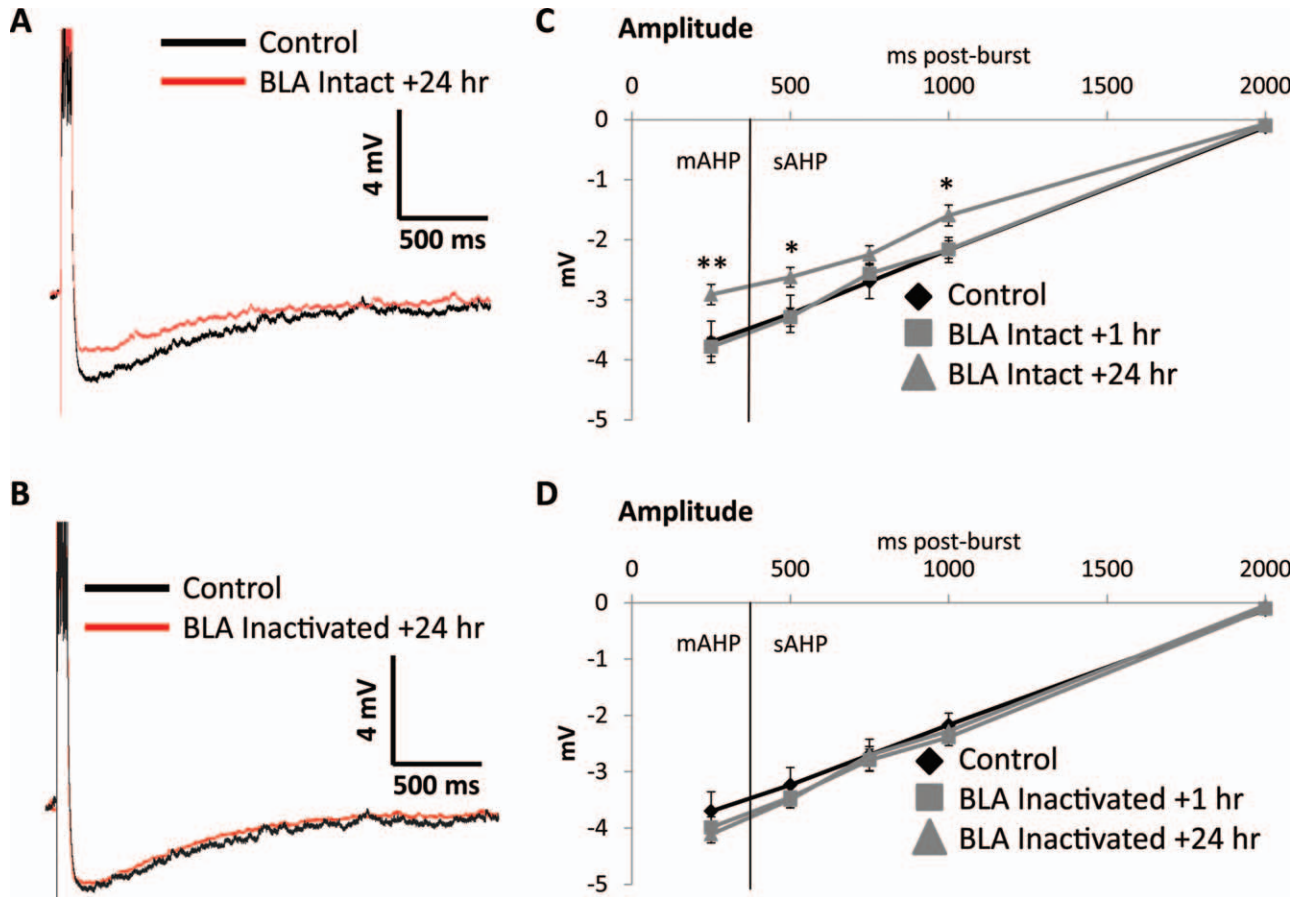 A
Control
BLA Intact +24 hr
4 mV
500 ms
C
Amplitude
ms post-burst
0 500 1000 1500 2000
0
mAHP sAHP
-1
*
** *
-2
mV
-3
Control
BLA Intact +1 hr
-4
BLA Intact +24 hr
-5
B
Control
BLA Inactivated +24 hr
4 mV
500 ms
D
Amplitude
ms post-burst
0 500 1000 1500 2000
0
mAHP sAHP
-1
-2
mV
-3
Control
BLA Inactivated +1 hr
-4
BLA Inactivated +24 hr
-5